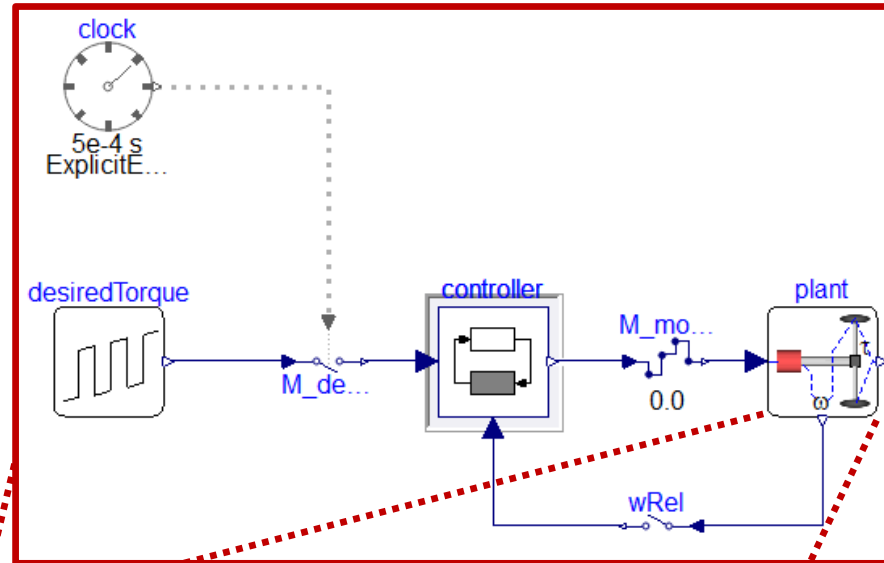 clock
5e-4 s
ExplicitE...
desiredTorque
M_de...
controller
M_mo...
0.0
plant
τ
ω
wRel